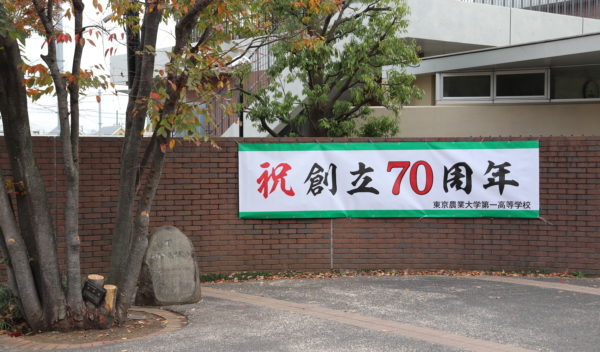 祝 創立70周年
東京農業大学第一高等学校